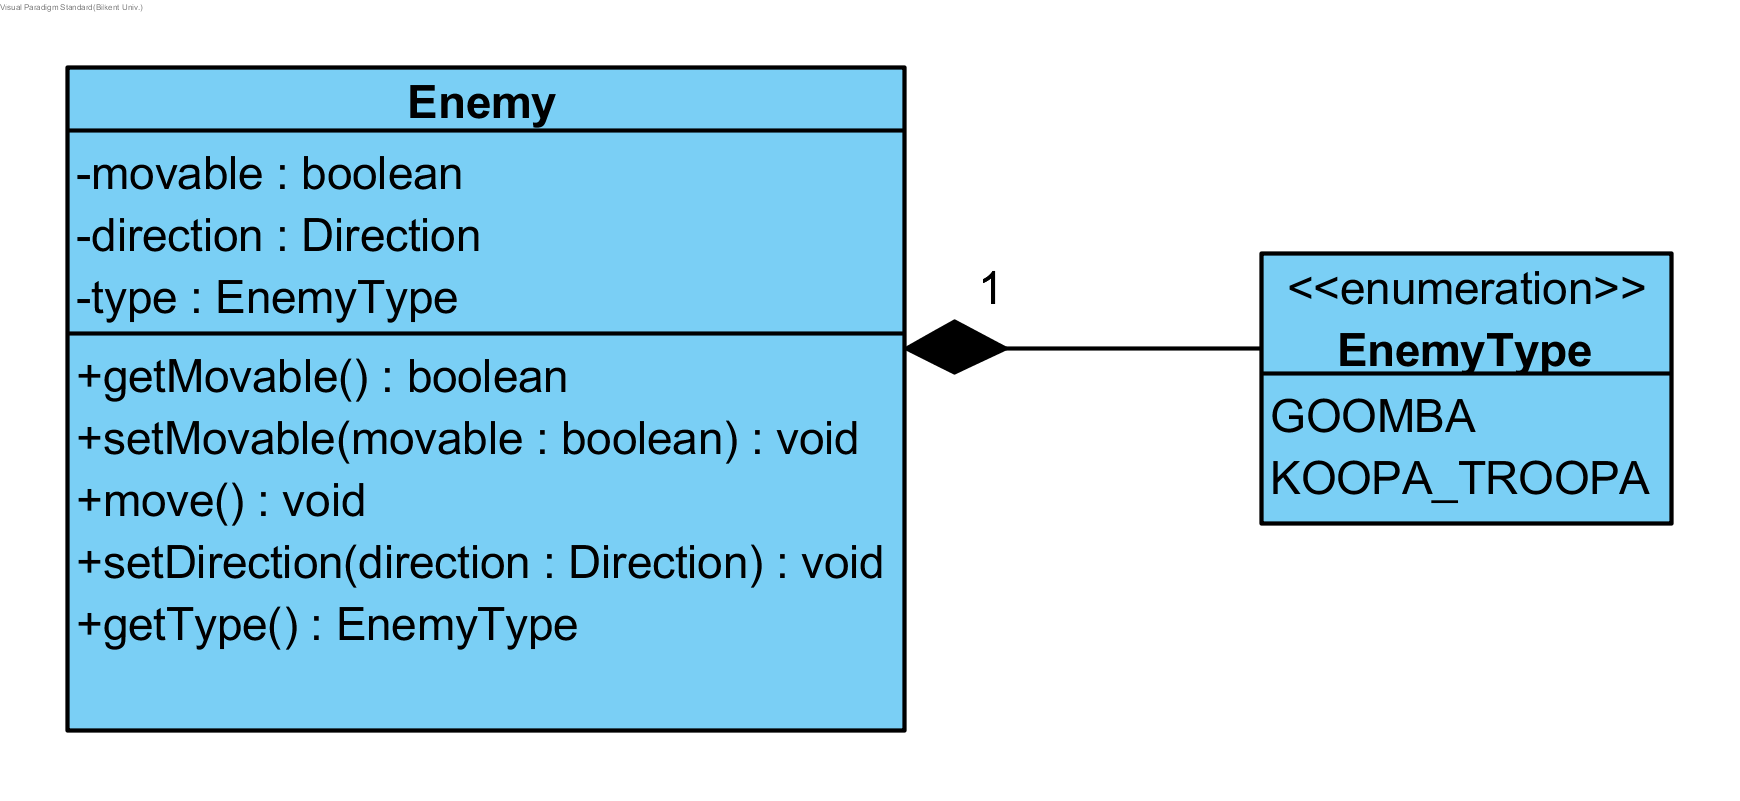 Visual Paradigm Standard(Bilkent Univ.)
Enemy
-movable : boolean
-direction : Direction
-type : EnemyType
+getMovable() : boolean
+setMovable(movable : boolean) : void
+move() : void
+setDirection(direction : Direction) : void
+getType() : EnemyType
1
<<enumeration>>
EnemyType
GOOMBA
KOOPA_TROOPA